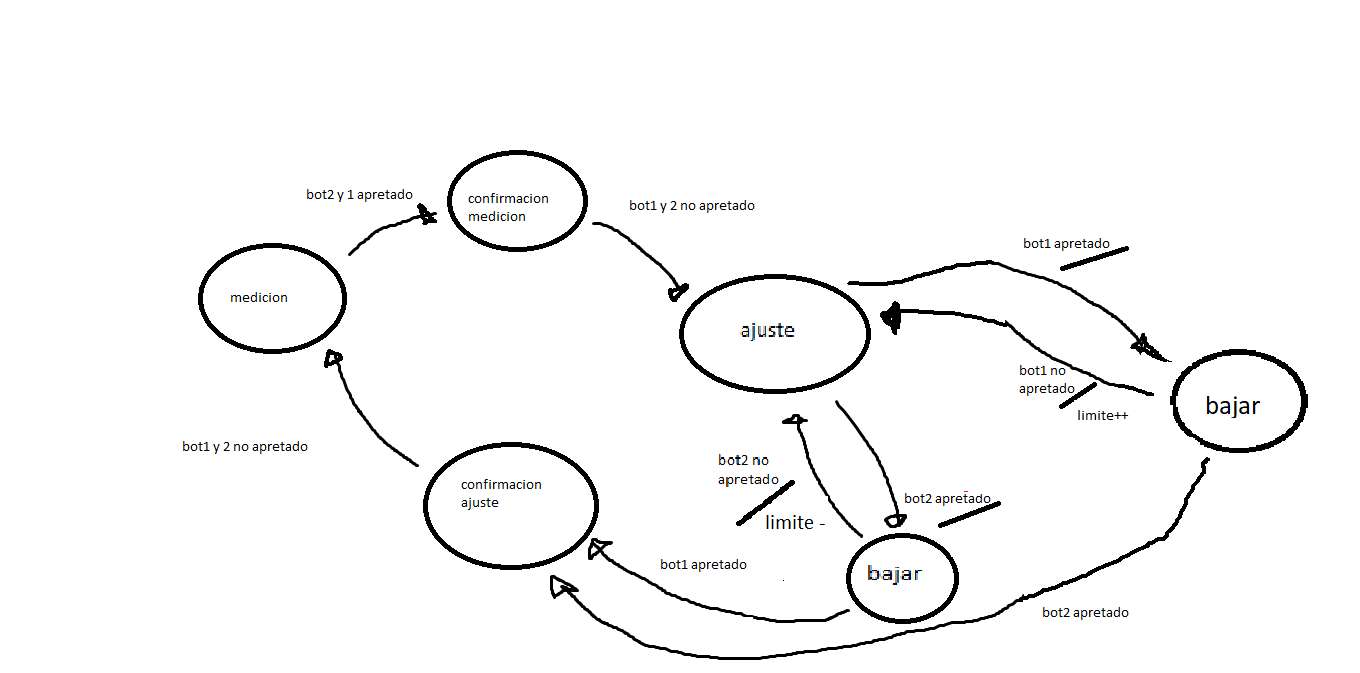 bot2 y 1 apretado
confirmacion
medicion
bot1 y 2 no apretado
bot1 apretado
medicion
ajuste
bot1 no
apretado
limite++
bajar
bot1 y 2 no apretado
confirmacion
ajuste
bot2 no
apretado
limite -
bot2 apretado
bajar
bot1 apretado
bot2 apretado